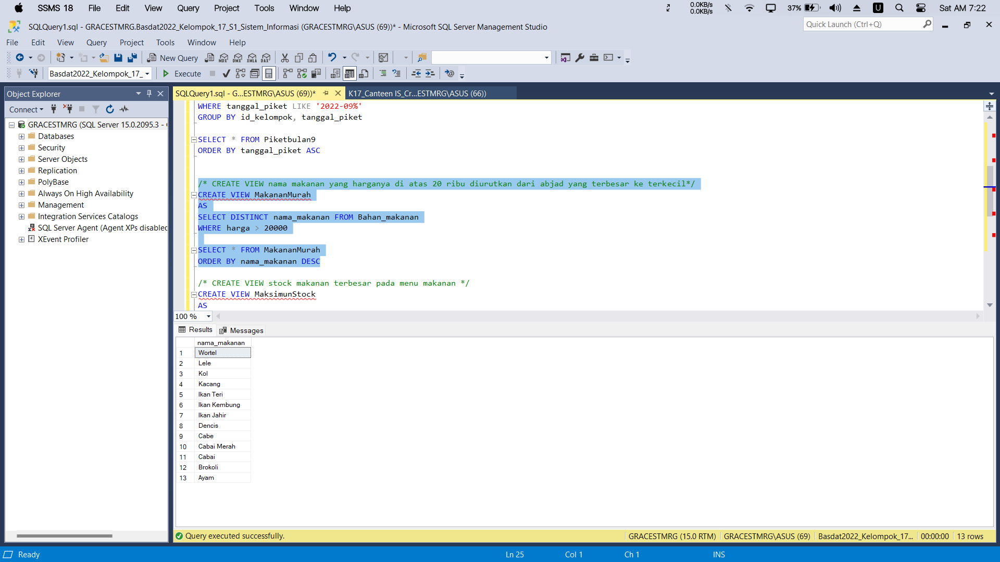 SSMS 18 File Edit View Query Project Tools Window Help 0.0KB/s 0.0KB/s 37% U Sat AM 7:22
SQLQuery1.sql - GRACESTMRG.Basdat2022_Kelompok_17_S1_Sistem_Informasi (GRACESTMRG\ASUS (69))* - Microsoft SQL Server Management Studio
Quick Launch (Ctrl+Q)
File Edit View Query Project Tools Window Help
New Query MDX DMX XMLA DAX
Basdat2022_Kelompok_17_ Execute
Object Explorer
Connect
GRACESTMRG (SQL Server 15.0.2095.3 -
Databases
Security
Server Objects
Replication
PolyBase
Always On High Availability
Management
Integration Services Catalogs
SQL Server Agent (Agent XPs disabled
XEvent Profiler
SQLQuery1.sql - G...ESTMRG\ASUS (69))*
K17_Canteen IS_Cr...ESTMRG\ASUS (66))
WHERE tanggal_piket LIKE '2022-09%'
GROUP BY id_kelompok, tanggal_piket
SELECT * FROM Piketbulan9
ORDER BY tanggal_piket ASC
/* CREATE VIEW nama makanan yang harganya di atas 20 ribu diurutkan dari abjad yang terbesar ke terkecil*/
CREATE VIEW MakananMurah
AS
SELECT DISTINCT nama_makanan FROM Bahan_makanan
WHERE harga > 20000
SELECT * FROM MakananMurah
ORDER BY nama_makanan DESC
/* CREATE VIEW stock makanan terbesar pada menu makanan */
CREATE VIEW MaksimunStock
AS
100 %
Results Messages
nama_makanan
1 Wortel
2 Lele
3 Kol
4 Kacang
5 Ikan Teri
6 Ikan Kembung
7 Ikan Jahir
8 Dencis
9 Cabe
10 Cabai Merah
11 Cabai
12 Brokoli
13 Ayam
Query executed successfully. GRACESTMRG (15.0 RTM) GRACESTMRG\ASUS (69) Basdat2022_Kelompok_17... 00:00:00 13 rows
Ready Ln 25 Col 1 Ch 1 INS